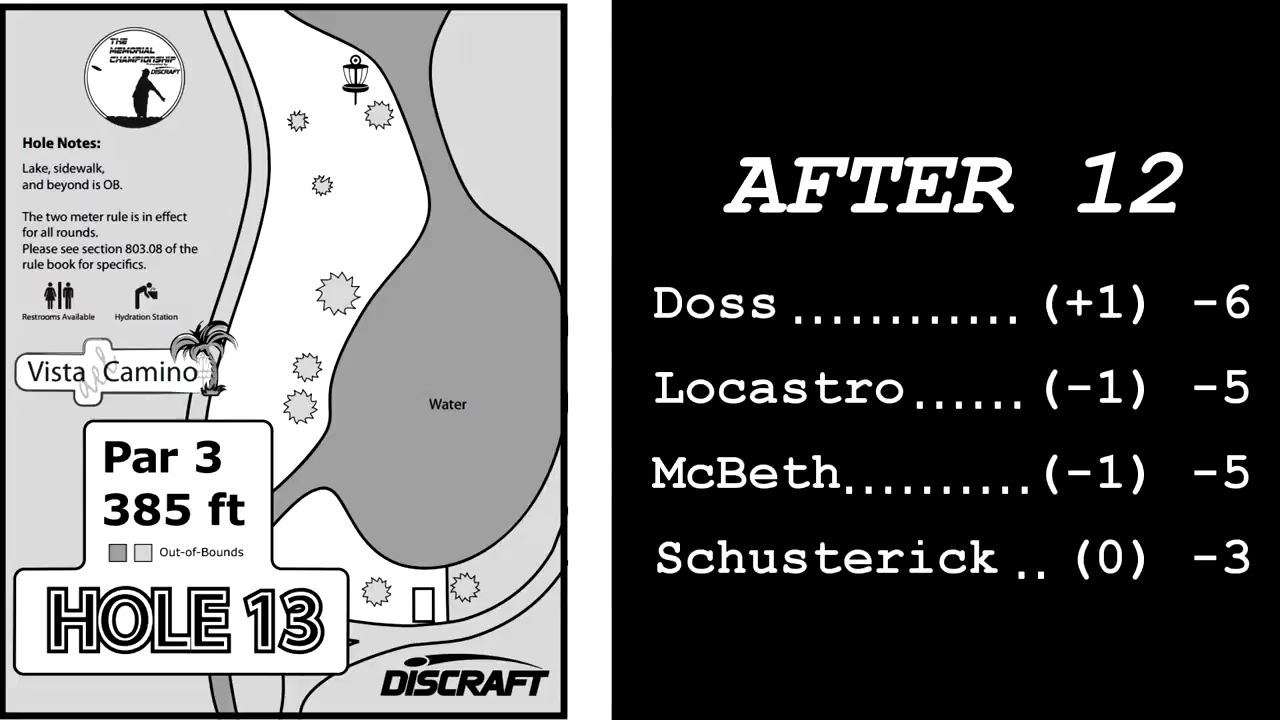 THE
MEMORIAL
CHAMPIONSHIP
Presented by
DISCRAFT
Hole Notes:
Lake, sidewalk,
and beyond is OB.
The two meter rule is in effect
for all rounds.
Please see section 803.08 of the
rule book for specifics.
Restrooms Available Hydration Station
Vista del Camino
Par 3
385 ft
Out-of-Bounds
HOLE 13
Water
DISCRAFT
AFTER 12
Doss ............ (+1) -6
Locastro ...... (-1) -5
McBeth.......... (-1) -5
Schusterick .. (0) -3